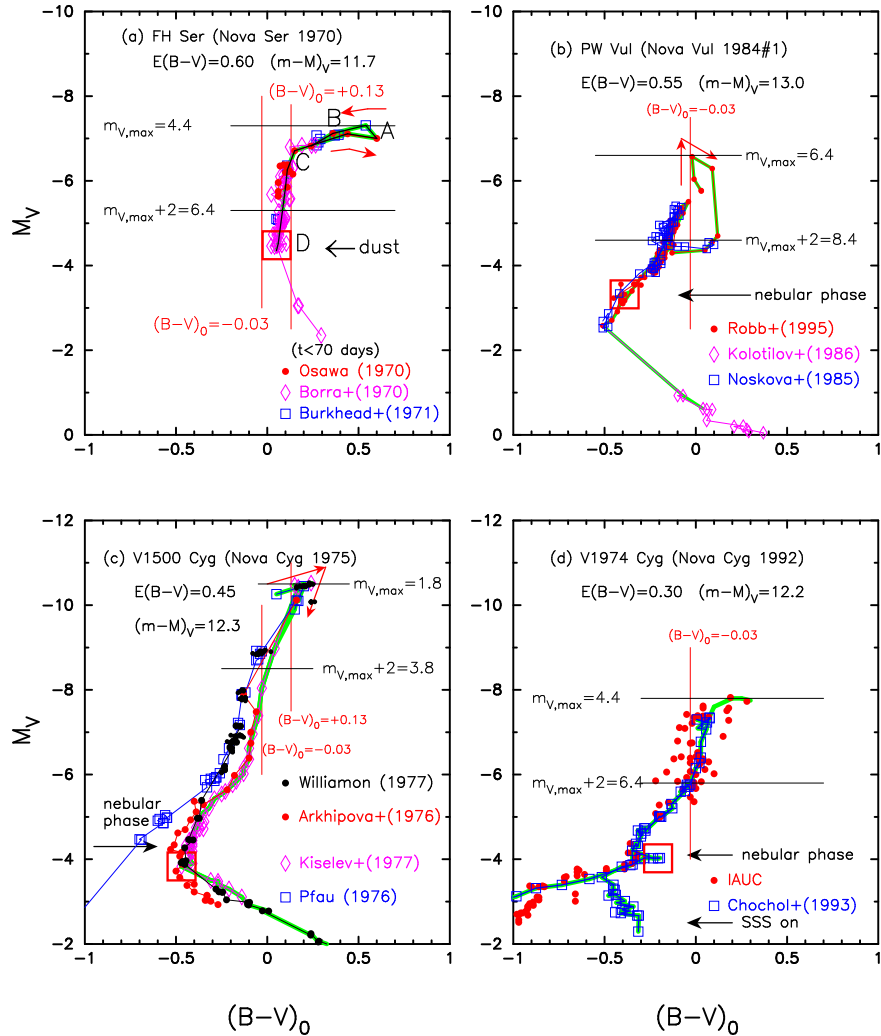 (a) FH Ser (Nova Ser 1970)
E(B−V)=0.60 (m−M)V=11.7
(B−V)0=+0.13
B
A
mV,max=4.4
C
mV,max+2=6.4
D
dust
(B−V)0=−0.03
(t<70 days)
Osawa (1970)
Borra+(1970)
Burkhead+(1971)
MV
-10
-8
-6
-4
-2
0
-1
-0.5
0
0.5
1
(b) PW Vul (Nova Vul 1984#1)
E(B−V)=0.55 (m−M)V=13.0
(B−V)0=−0.03
mV,max=6.4
mV,max+2=8.4
nebular phase
Robb+(1995)
Kolotilov+(1986)
Noskova+(1985)
-10
-8
-6
-4
-2
0
-1
-0.5
0
0.5
1
(c) V1500 Cyg (Nova Cyg 1975)
E(B−V)=0.45
mV,max=1.8
(m−M)V=12.3
mV,max+2=3.8
(B−V)0=+0.13
(B−V)0=−0.03
Williamon (1977)
nebular
phase
Arkhipova+(1976)
Kiselev+(1977)
Pfau (1976)
MV
-12
-10
-8
-6
-4
-2
-1
-0.5
0
0.5
1
(B−V)0
(d) V1974 Cyg (Nova Cyg 1992)
E(B−V)=0.30 (m−M)V=12.2
(B−V)0=−0.03
mV,max=4.4
mV,max+2=6.4
nebular phase
IAUC
Chochol+(1993)
SSS on
-12
-10
-8
-6
-4
-2
-1
-0.5
0
0.5
1
(B−V)0